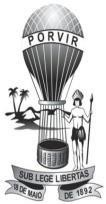 PORVIR
SUB LEGE LIBERTAS
18 DE MAIO DE 1892